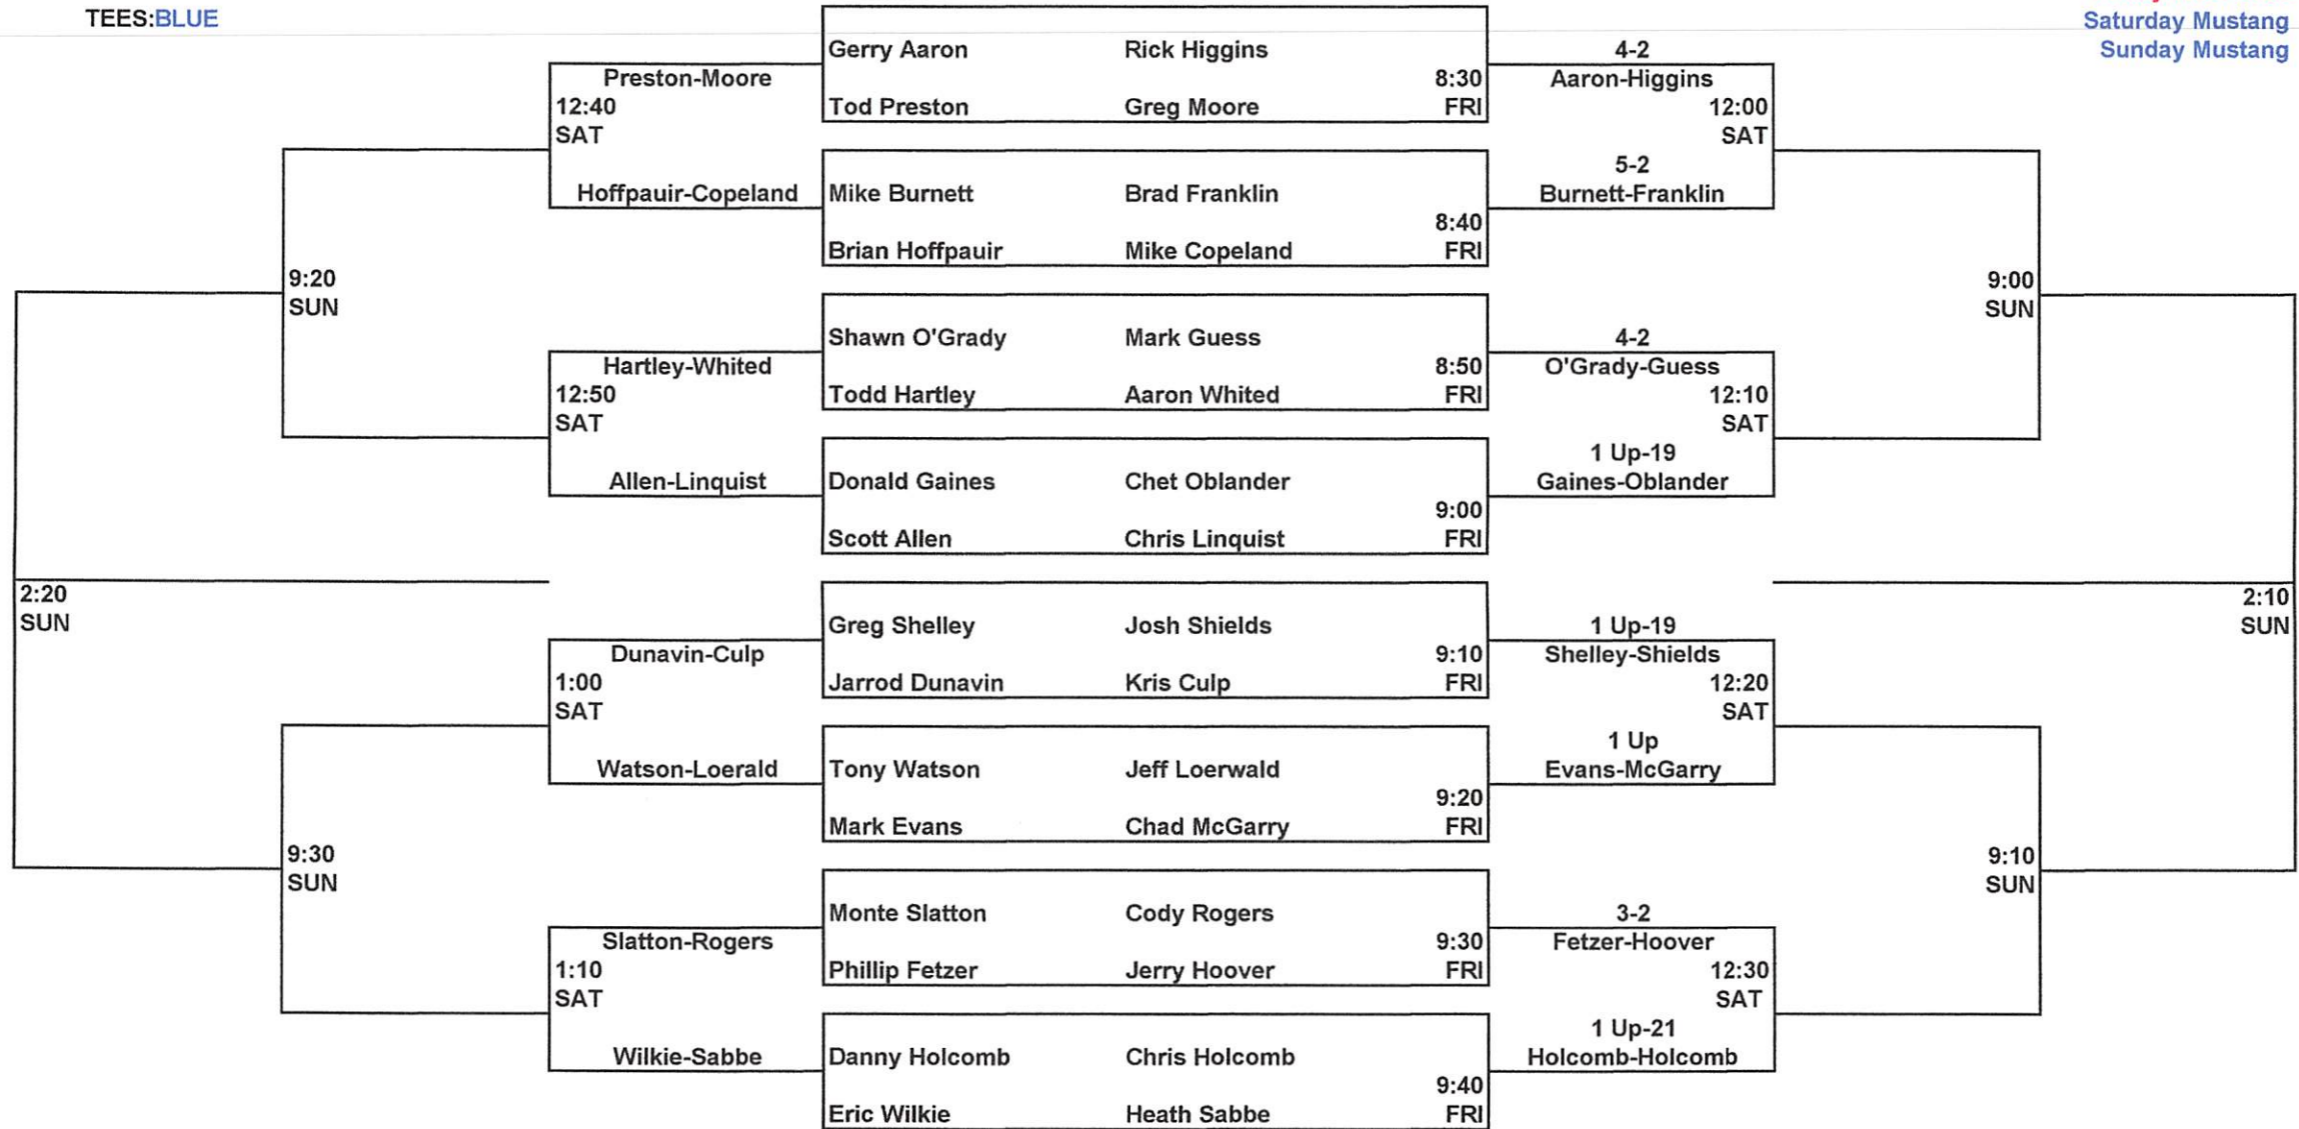 TEES:BLUE
Saturday Mustang
Sunday Mustang
Gerry Aaron Rick Higgins 4-2
Preston-Moore 8:30 Aaron-Higgins
12:40 Tod Preston Greg Moore FRI 12:00
SAT SAT
5-2
Hoffpauir-Copeland Mike Burnett Brad Franklin Burnett-Franklin
8:40
Brian Hoffpauir Mike Copeland FRI
9:20 9:00
SUN SUN
Shawn O'Grady Mark Guess 4-2
Hartley-Whited 8:50 O'Grady-Guess
12:50 Todd Hartley Aaron Whited FRI 12:10
SAT SAT
1 Up-19
Allen-Linquist Donald Gaines Chet Oblander Gaines-Oblander
9:00
Scott Allen Chris Linquist FRI
2:20 2:10
SUN Greg Shelley Josh Shields 1 Up-19 SUN
Dunavin-Culp 9:10 Shelley-Shields
1:00 Jarrod Dunavin Kris Culp FRI 12:20
SAT SAT
1 Up
Watson-Loerald Tony Watson Jeff Loerwald Evans-McGarry
9:20
Mark Evans Chad McGarry FRI
9:30 9:10
SUN SUN
Monte Slatton Cody Rogers 3-2
Slatton-Rogers 9:30 Fetzer-Hoover
1:10 Phillip Fetzer Jerry Hoover FRI 12:30
SAT SAT
1 Up-21
Wilkie-Sabbe Danny Holcomb Chris Holcomb Holcomb-Holcomb
9:40
Eric Wilkie Heath Sabbe FRI